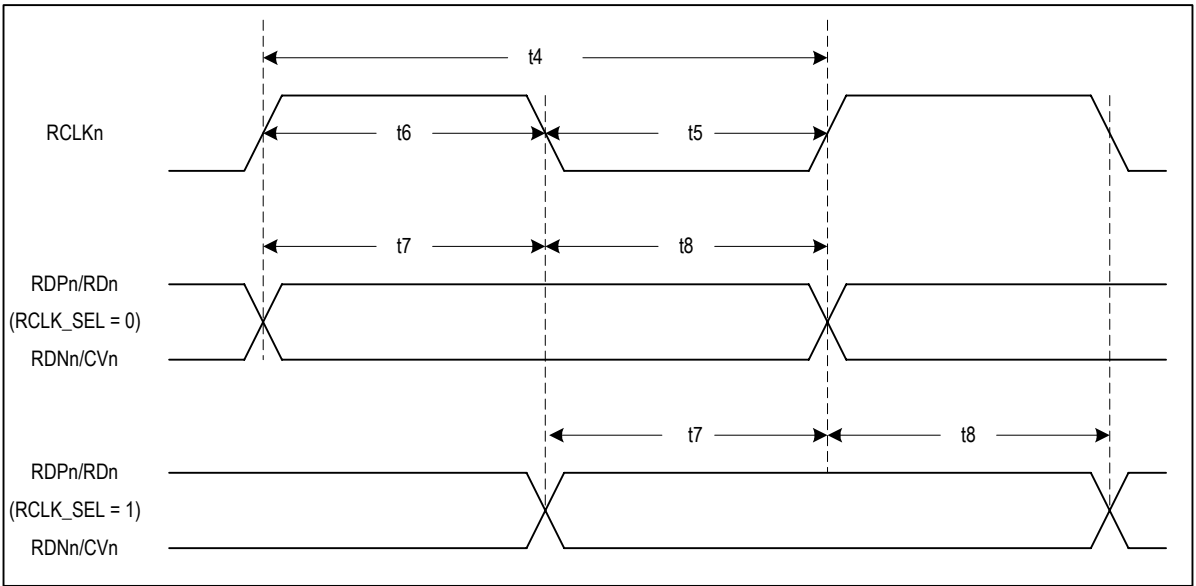 t4
RCLKn
t6
t5
t7
t8
RDPn/RDn
(RCLK_SEL = 0)
RDNn/CVn
t7
t8
RDPn/RDn
(RCLK_SEL = 1)
RDNn/CVn